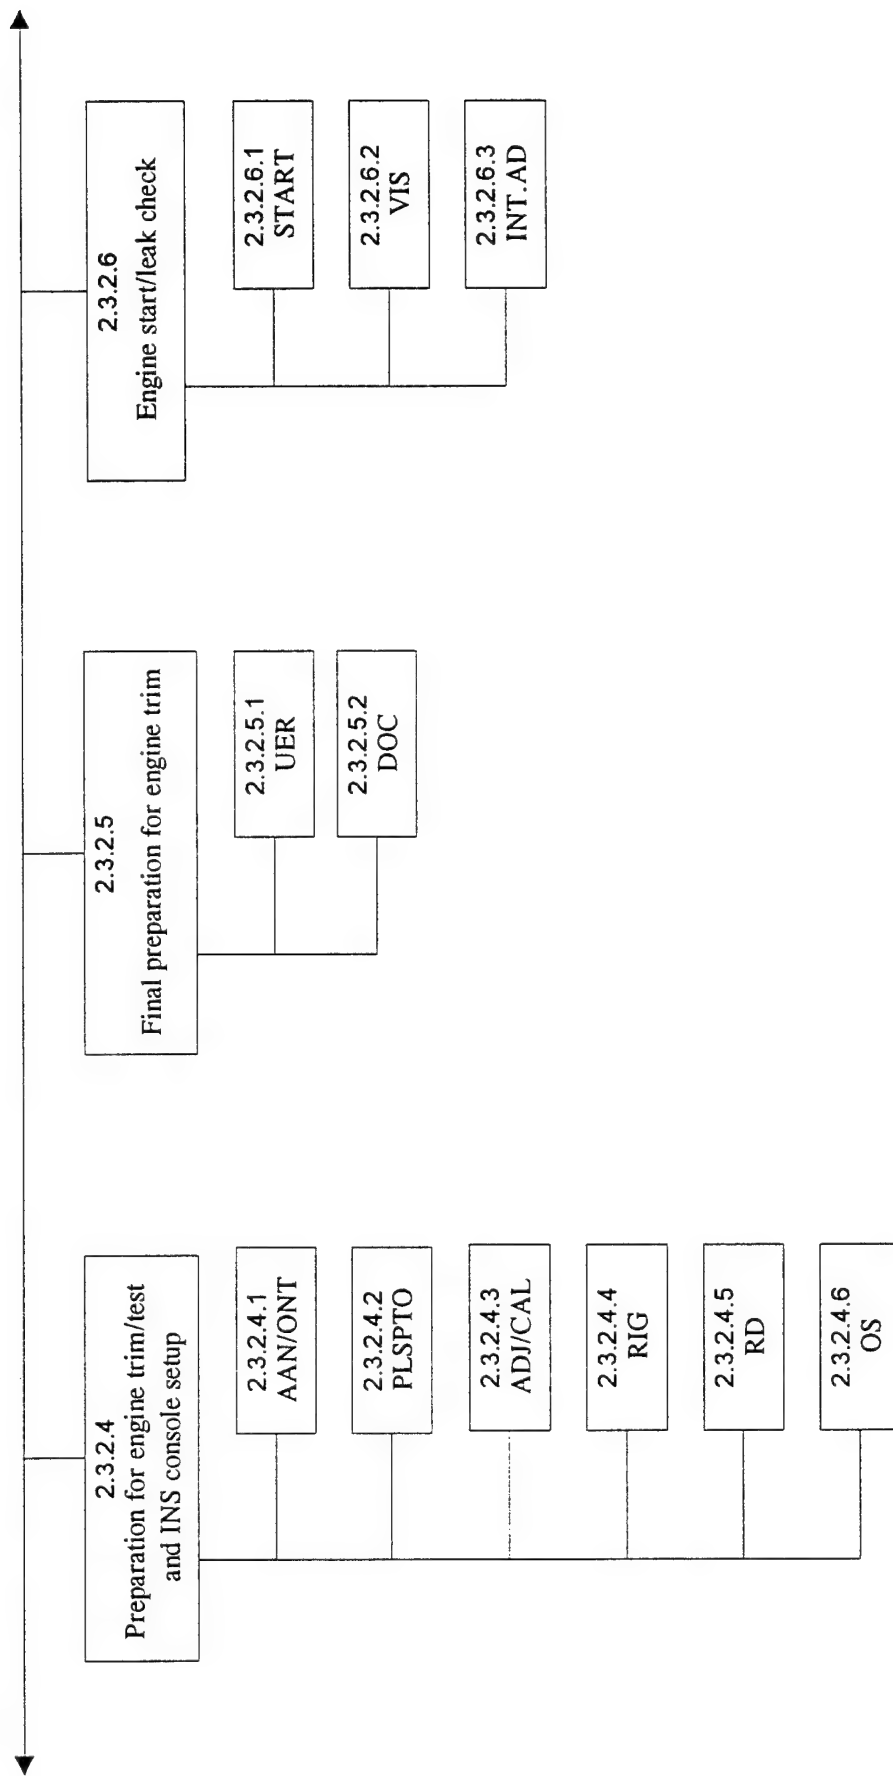 2.3.2.4
Preparation for engine trim/test
and INS console setup
2.3.2.4.1
AAN/ONT
2.3.2.4.2
PLSPTO
2.3.2.4.3
ADJ/CAL
2.3.2.4.4
RIG
2.3.2.4.5
RD
2.3.2.4.6
OS
2.3.2.5
Final preparation for engine trim
2.3.2.5.1
UER
2.3.2.5.2
DOC
2.3.2.6
Engine start/leak check
2.3.2.6.1
START
2.3.2.6.2
VIS
2.3.2.6.3
INT.AD